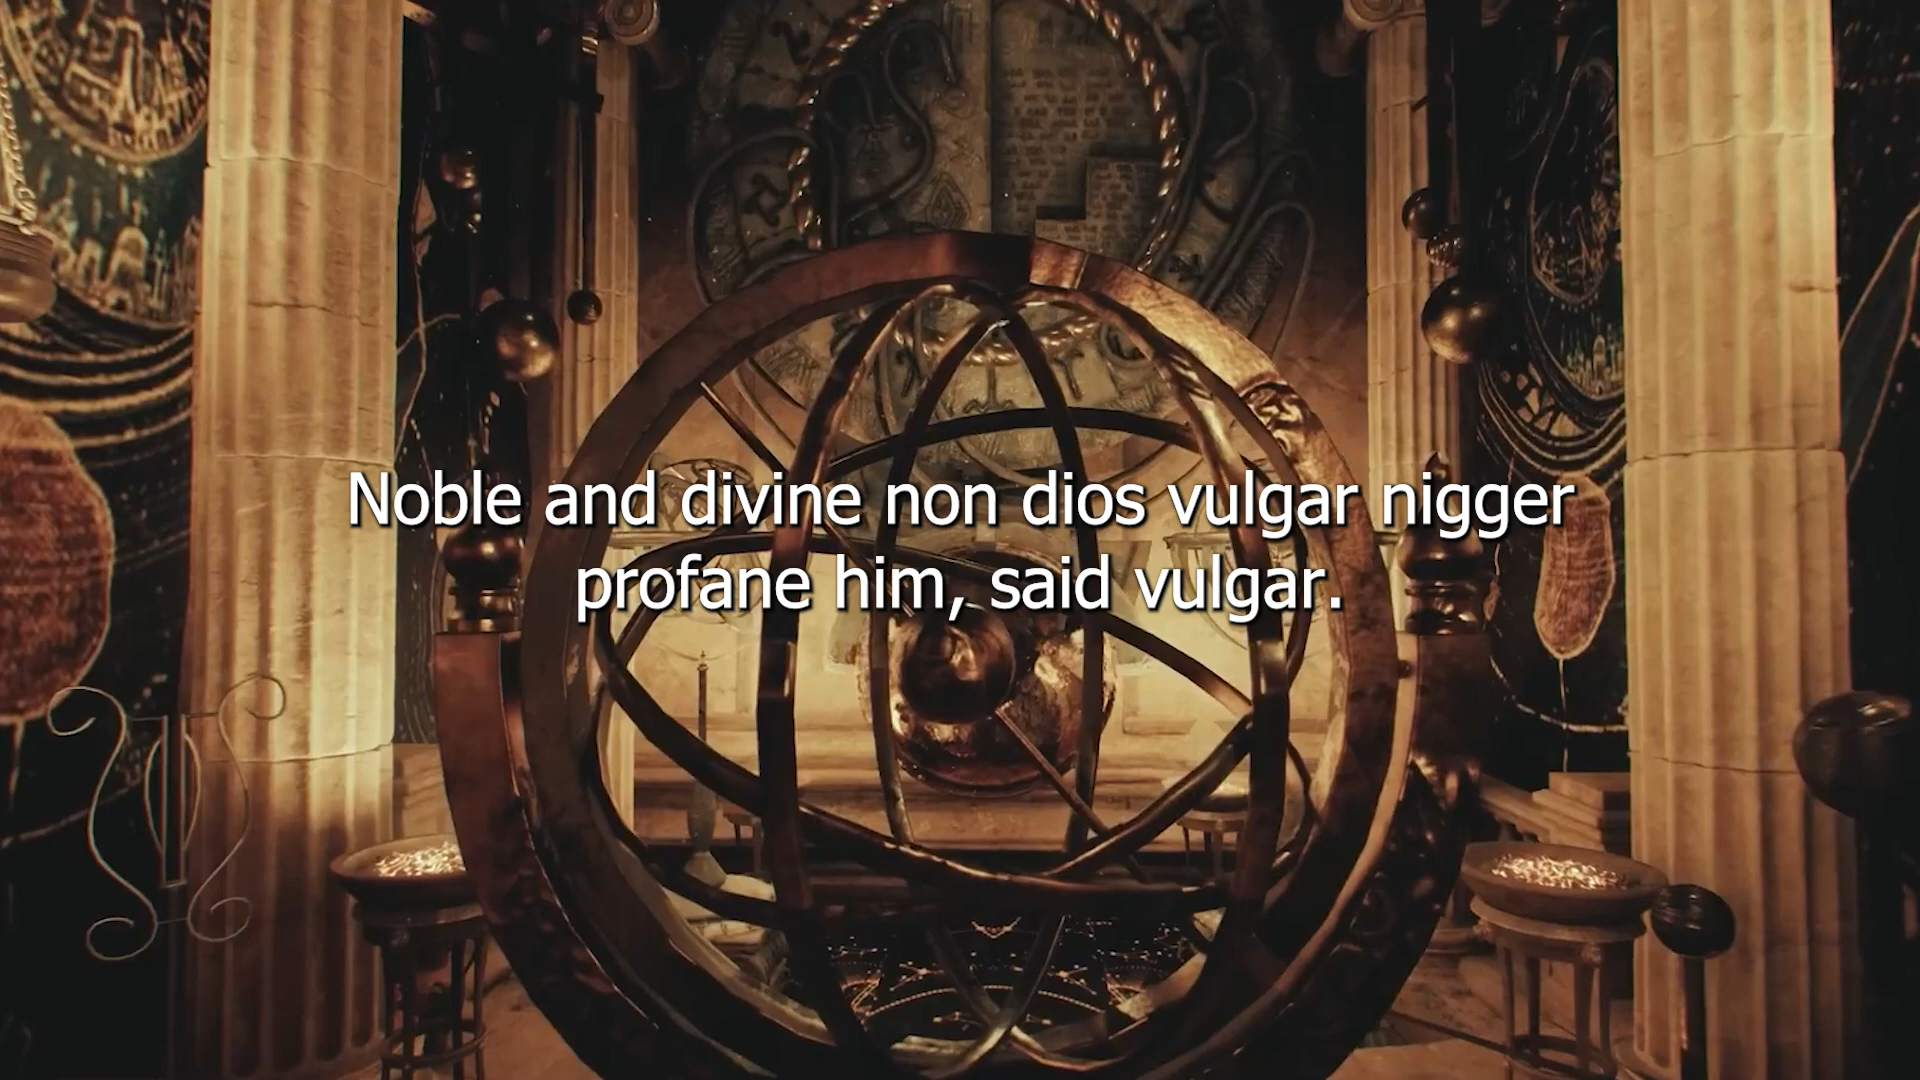 Noble and divine non dios vulgar nigger
profane him, said vulgar.